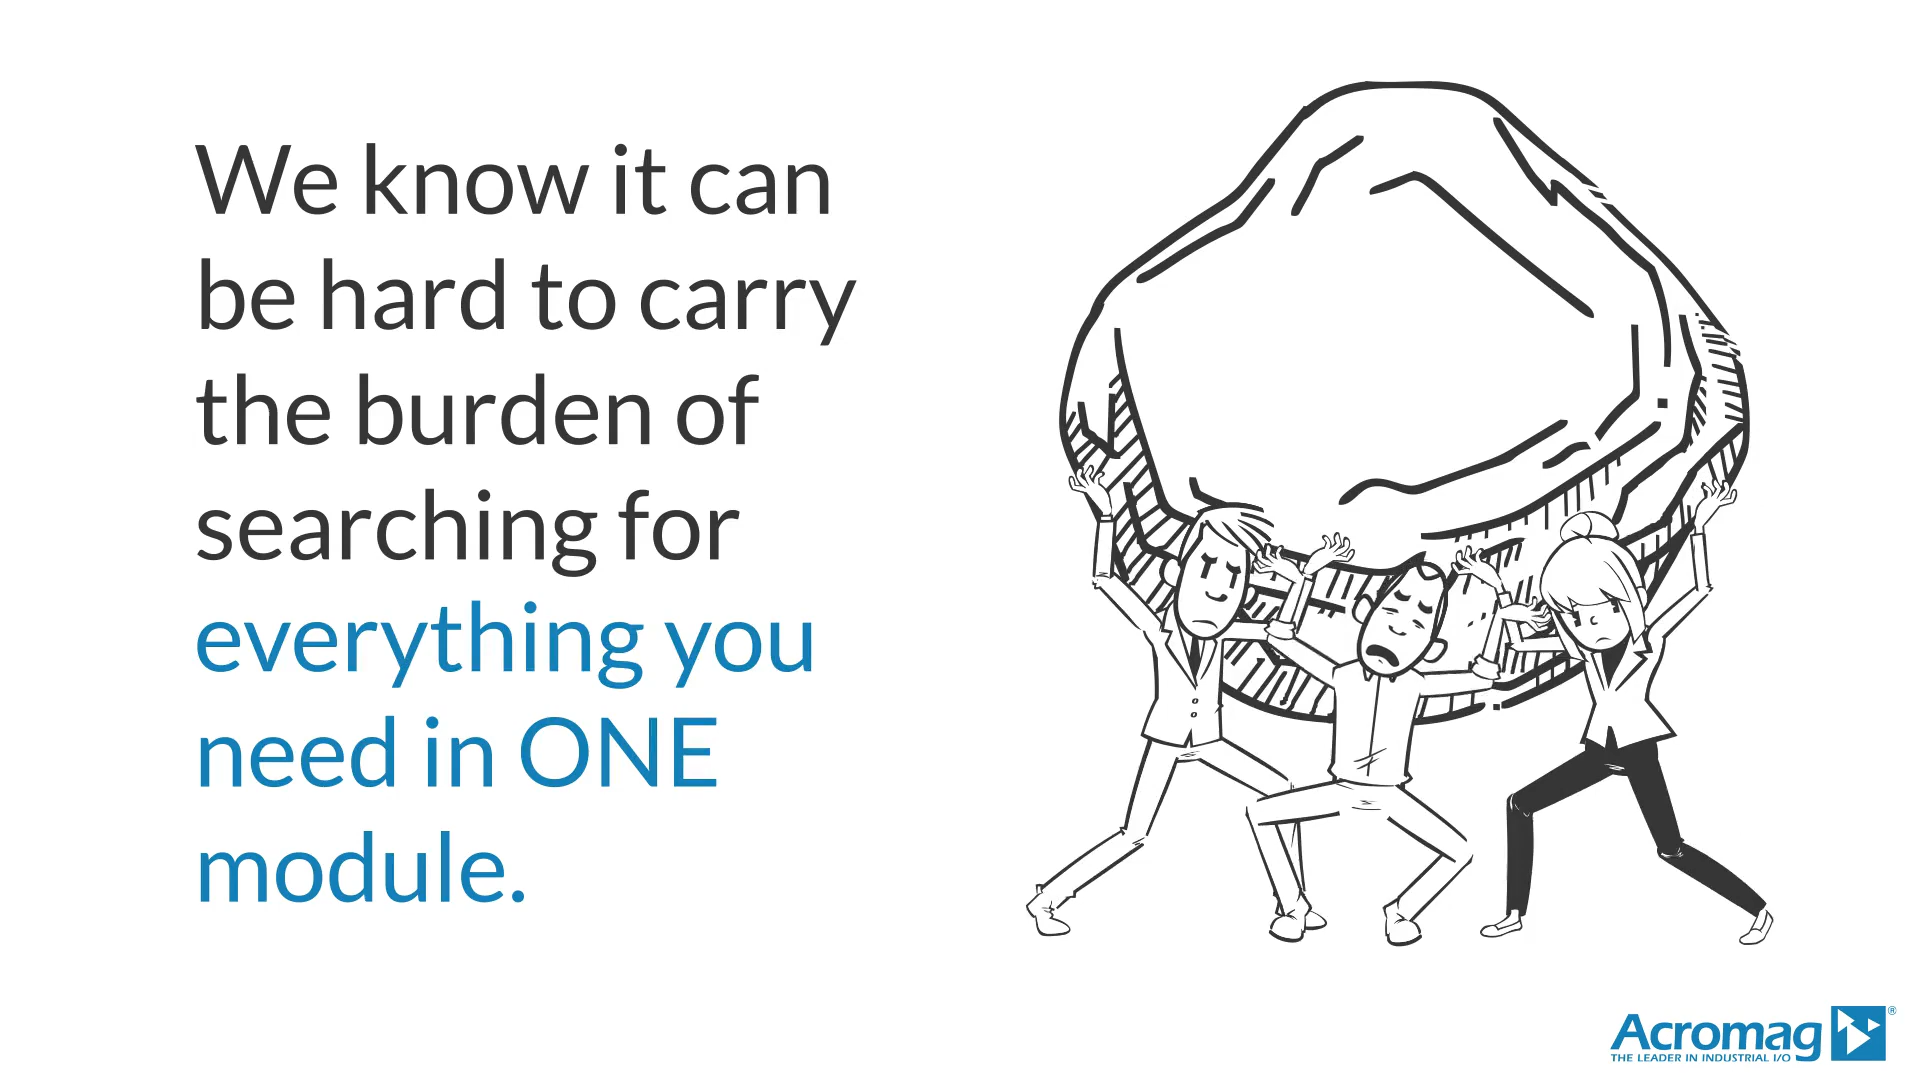 We know it can
be hard to carry
the burden of
searching for
everything you
need in ONE
module.
Acromag®
THE LEADER IN INDUSTRIAL I/O